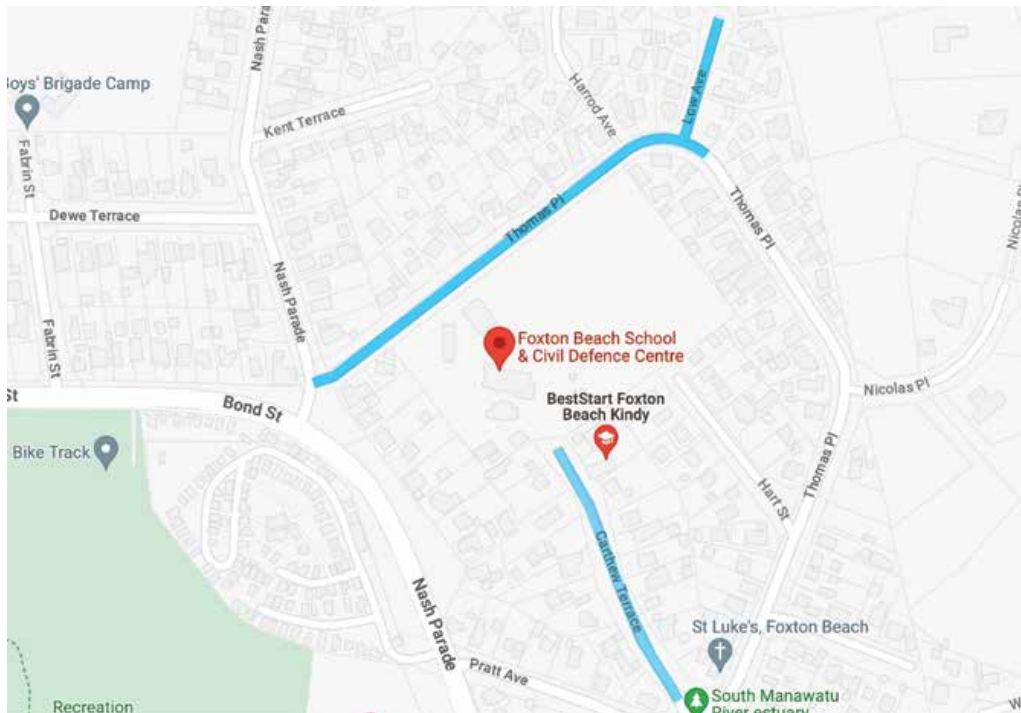 Nash Para
Boys' Brigade Camp
Harrod Ave
Low Ave
Kent Terrace
Fabrin St
Dewe Terrace
Thomas Pl
Thomas Pl
Nicolas Pl
Nash Parade
Foxton Beach School
& Civil Defence Centre
Fabrin St
St
Bond St
BestStart Foxton
Beach Kindy
Nicolas Pl
Bike Track
Thomas Pl
Hart St
Carthew Terrace
Nash Parade
St Luke's, Foxton Beach
Pratt Ave
South Manawatu
River estuary
Recreation
W